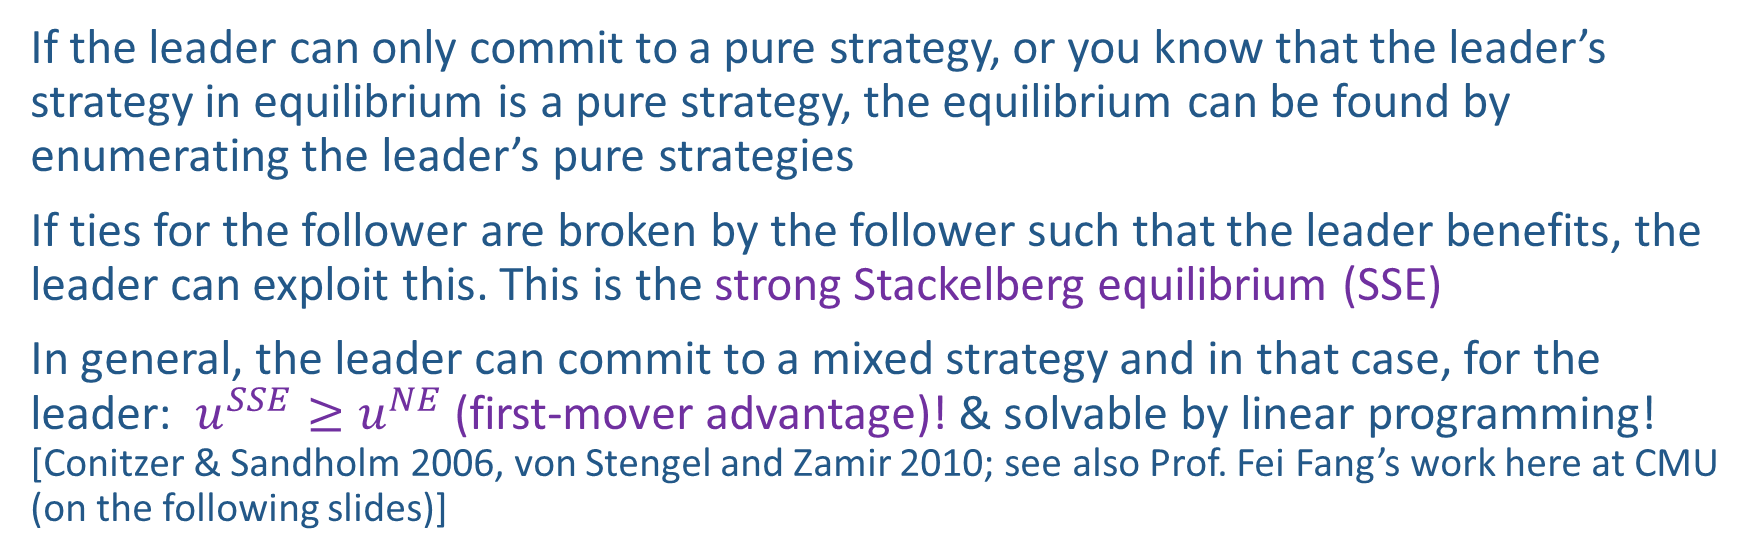 If the leader can only commit to a pure strategy, or you know that the leader’s
strategy in equilibrium is a pure strategy, the equilibrium can be found by
enumerating the leader’s pure strategies
If ties for the follower are broken by the follower such that the leader benefits, the
leader can exploit this. This is the strong Stackelberg equilibrium (SSE)
In general, the leader can commit to a mixed strategy and in that case, for the
leader: u^SSE ≥ u^NE (first-mover advantage)! & solvable by linear programming!
[Conitzer & Sandholm 2006, von Stengel and Zamir 2010; see also Prof. Fei Fang’s work here at CMU
(on the following slides)]